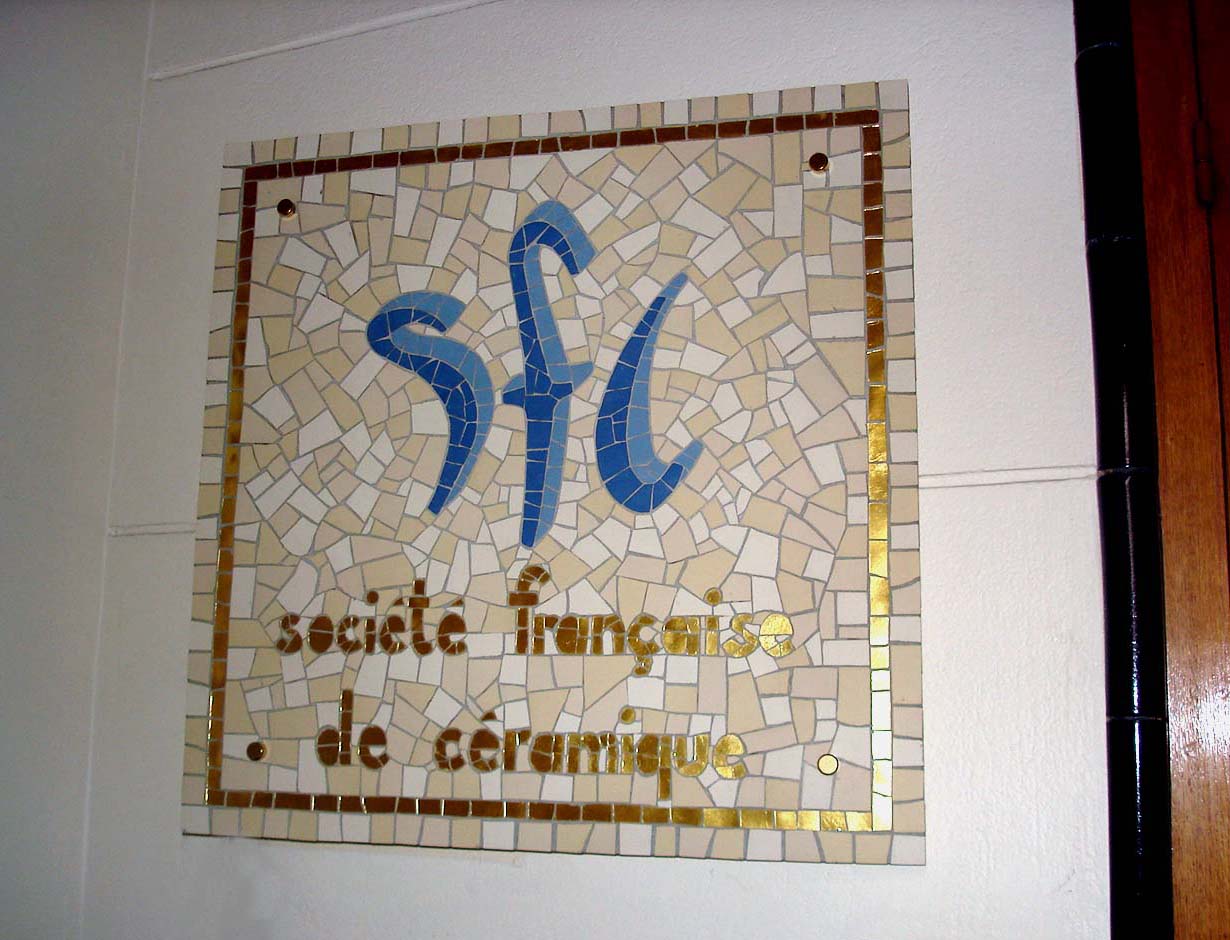 sfc
société française
de céramique